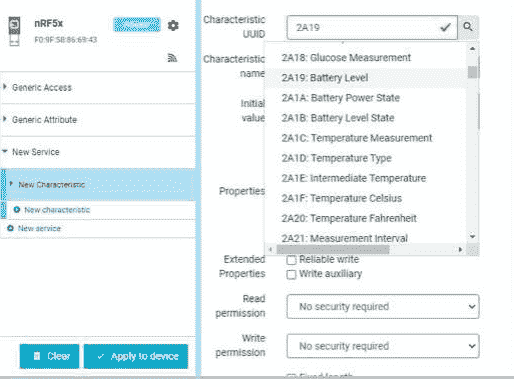 nRF5x
F0:9F:58:86:69:43
Generic Access
Generic Attribute
New Service
New Characteristic
New characteristic
New service
Clear
Apply to device
Characteristic
UUID
2A19
Characteristic
name
Initial
value
2A18: Glucose Measurement
2A19: Battery Level
2A1A: Battery Power State
2A1B: Battery Level State
2A1C: Temperature Measurement
2A1D: Temperature Type
2A1E: Intermediate Temperature
2A1F: Temperature Celsius
2A20: Temperature Fahrenheit
2A21: Measurement Interval
Properties
Extended
Properties
Reliable write
Write auxiliary
Read
permission
No security required
Write
permission
No security required
Fixed length